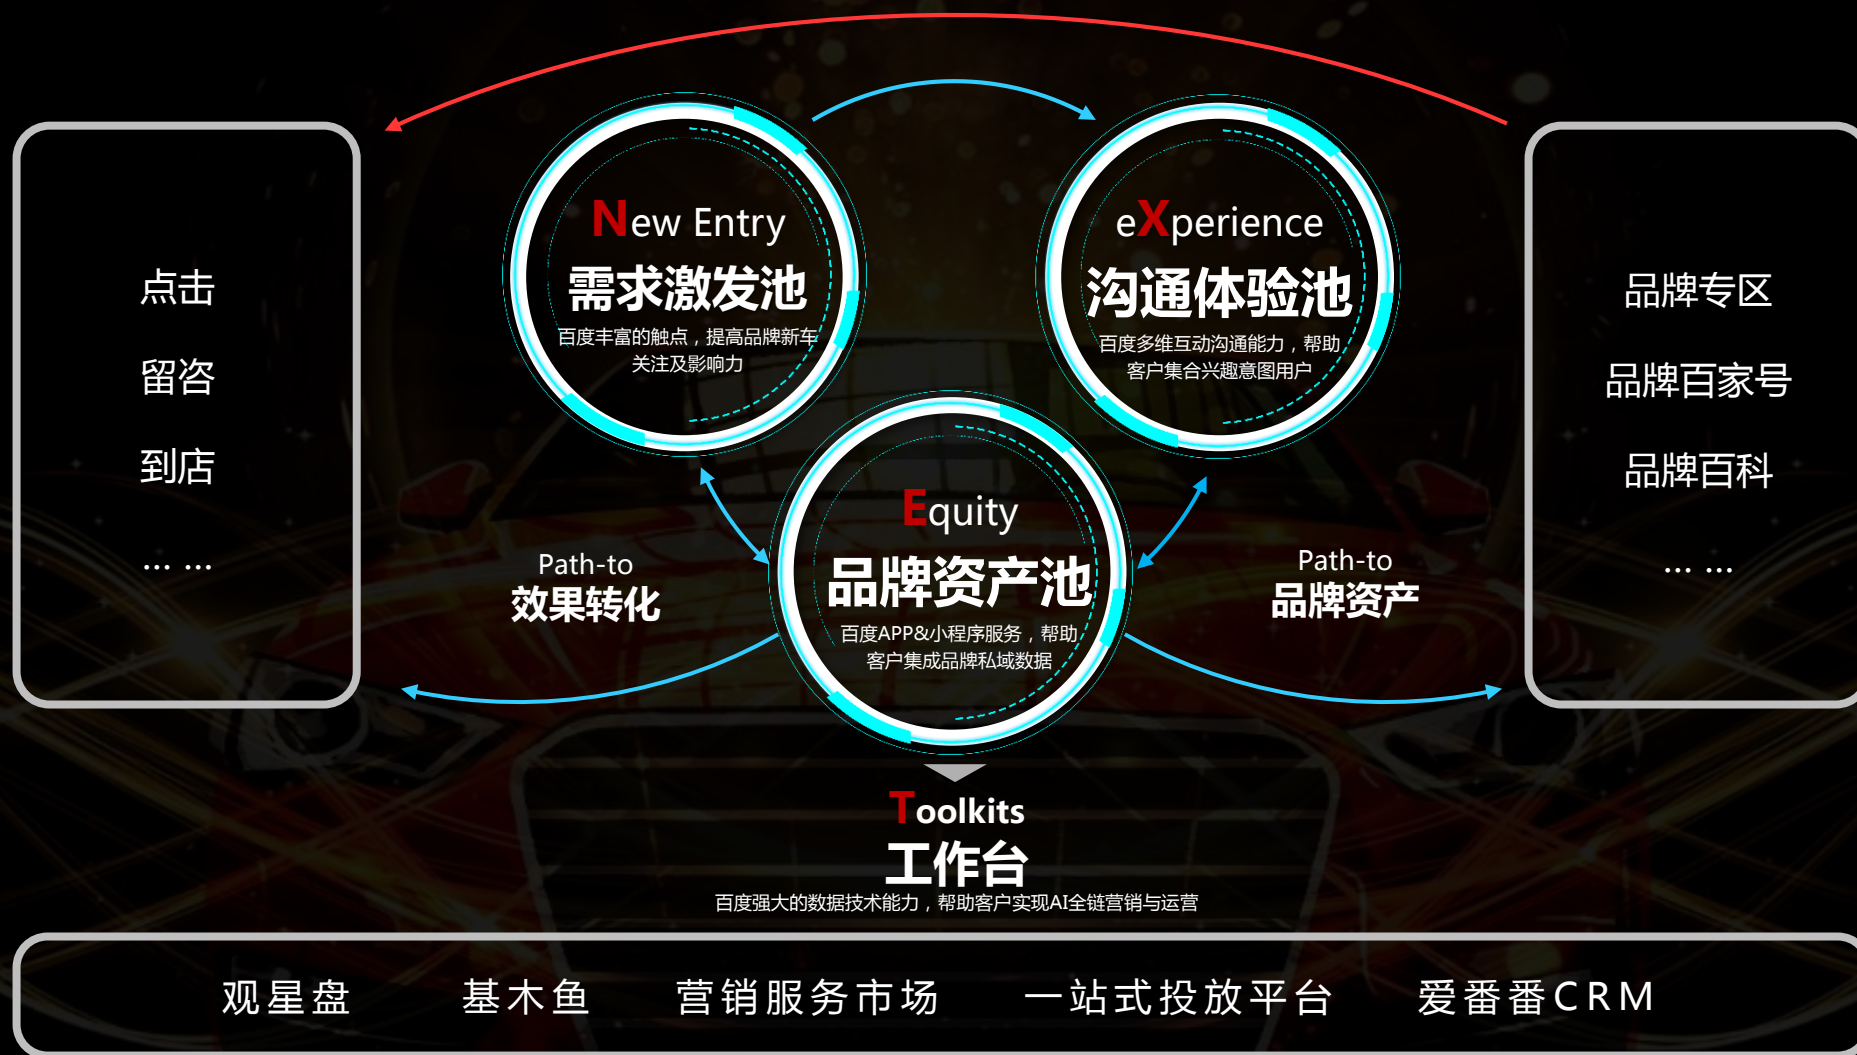 New Entry
需求激发池
百度丰富的触点，提高品牌新车
关注及影响力
eXperience
沟通体验池
百度多维互动沟通能力，帮助
客户集合兴趣意图用户
点击
留咨
到店
... ...
品牌专区
品牌百家号
品牌百科
... ...
Equity
品牌资产池
百度APP&小程序服务，帮助
客户集成品牌私域数据
Path-to
效果转化
Path-to
品牌资产
Toolkits
工作台
百度强大的数据技术能力，帮助客户实现AI全链营销与运营
观星盘 基木鱼 营销服务市场 一站式投放平台 爱番番CRM